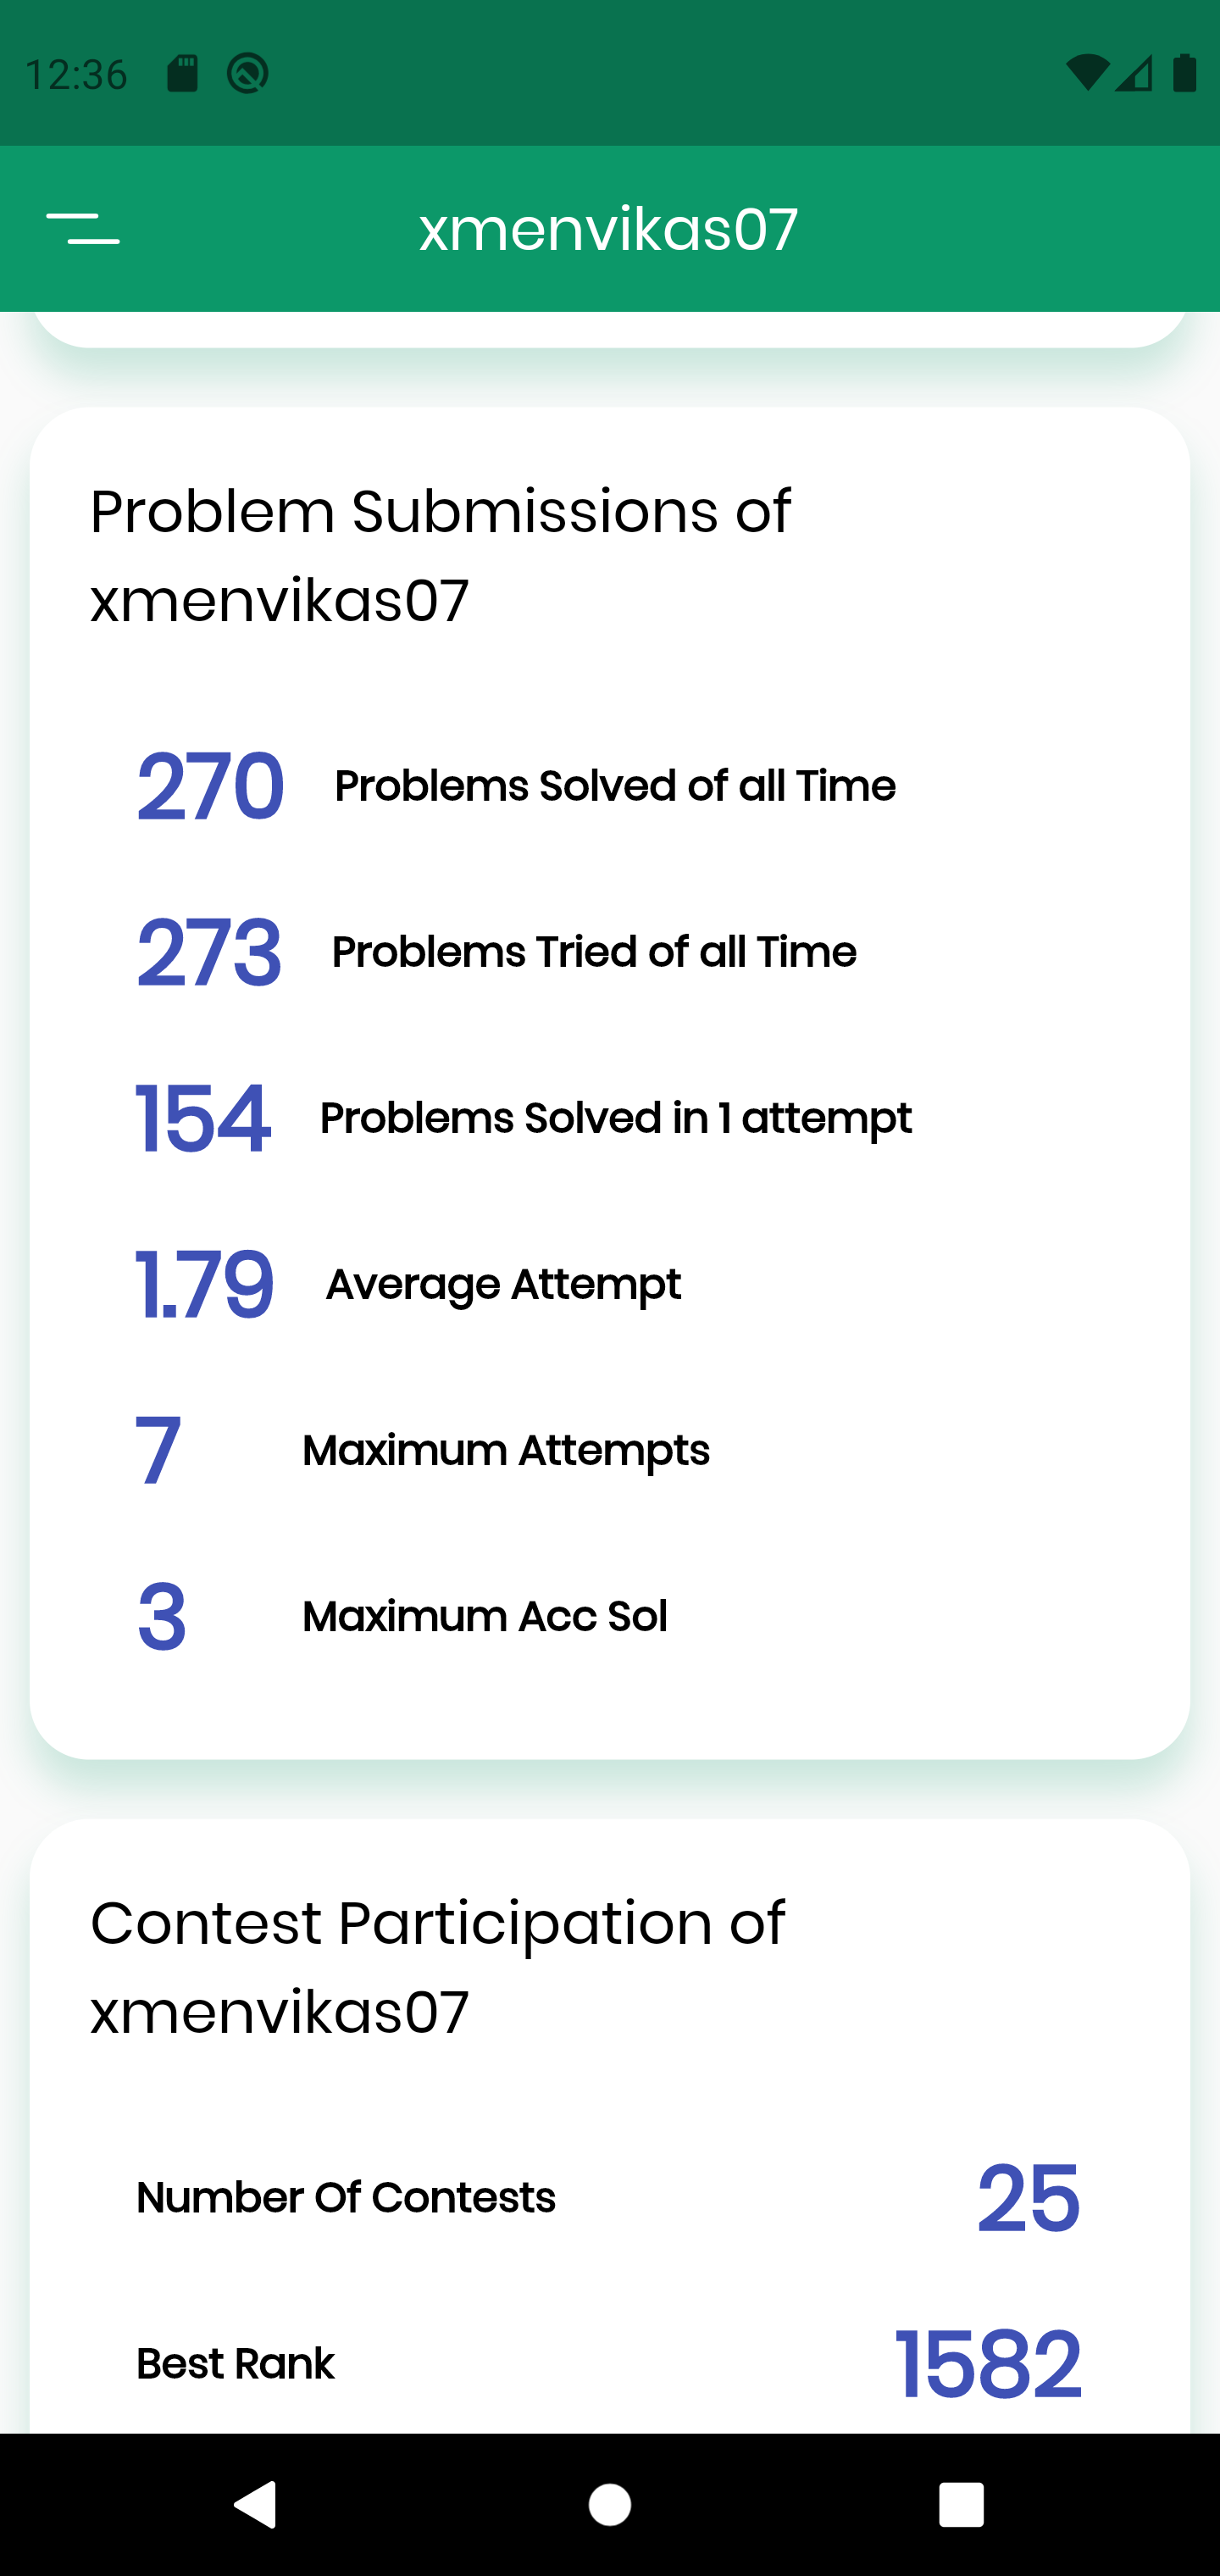 12:36
xmenvikas07
Problem Submissions of
xmenvikas07
270 Problems Solved of all Time
273 Problems Tried of all Time
154 Problems Solved in 1 attempt
1.79 Average Attempt
7 Maximum Attempts
3 Maximum Acc Sol
Contest Participation of
xmenvikas07
Number Of Contests 25
Best Rank 1582